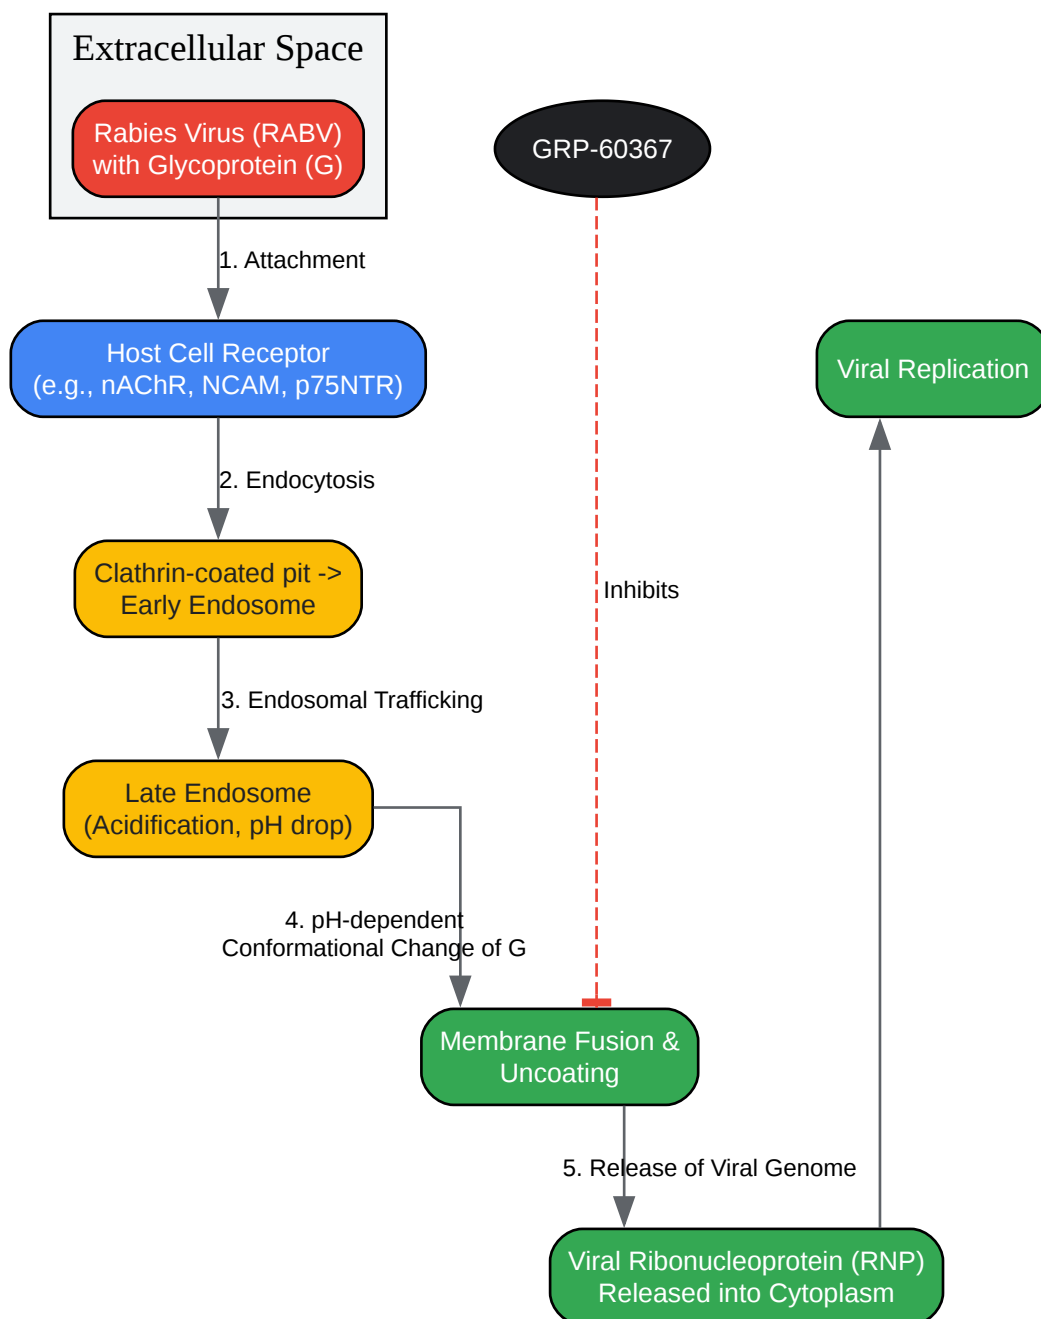 Extracellular Space
Rabies Virus (RABV)
with Glycoprotein (G)
GRP-60367
1. Attachment
Host Cell Receptor
(e.g., nAChR, NCAM, p75NTR)
Viral Replication
2. Endocytosis
Clathrin-coated pit ->
Early Endosome
Inhibits
3. Endosomal Trafficking
Late Endosome
(Acidification, pH drop)
4. pH-dependent
Conformational Change of G
Membrane Fusion &
Uncoating
5. Release of Viral Genome
Viral Ribonucleoprotein (RNP)
Released into Cytoplasm